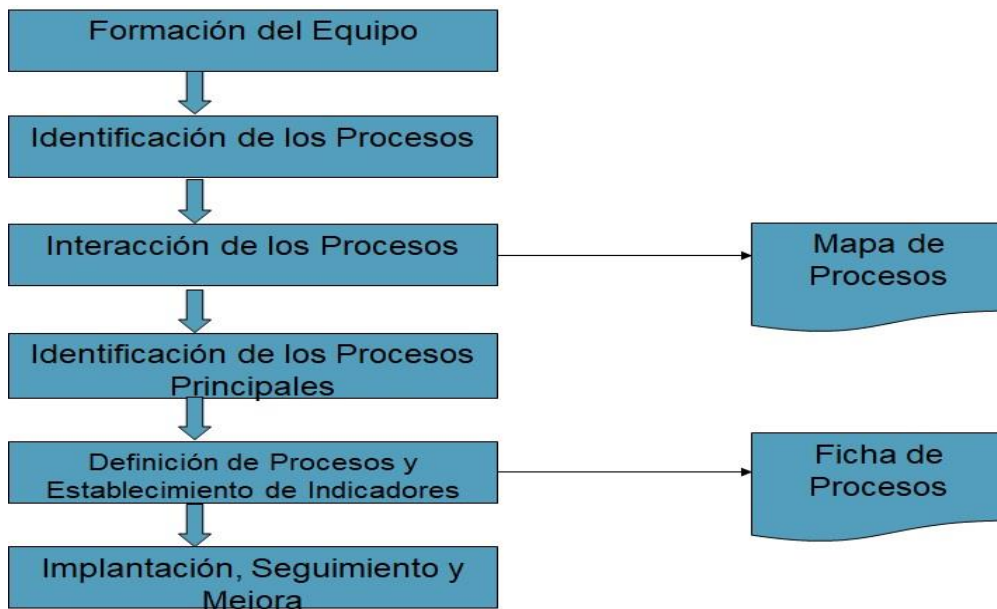 Formación del Equipo
Identificación de los Procesos
Interacción de los Procesos
Mapa de
Procesos
Identificación de los Procesos
Principales
Definición de Procesos y
Establecimiento de Indicadores
Ficha de
Procesos
Implantación, Seguimiento y
Mejora